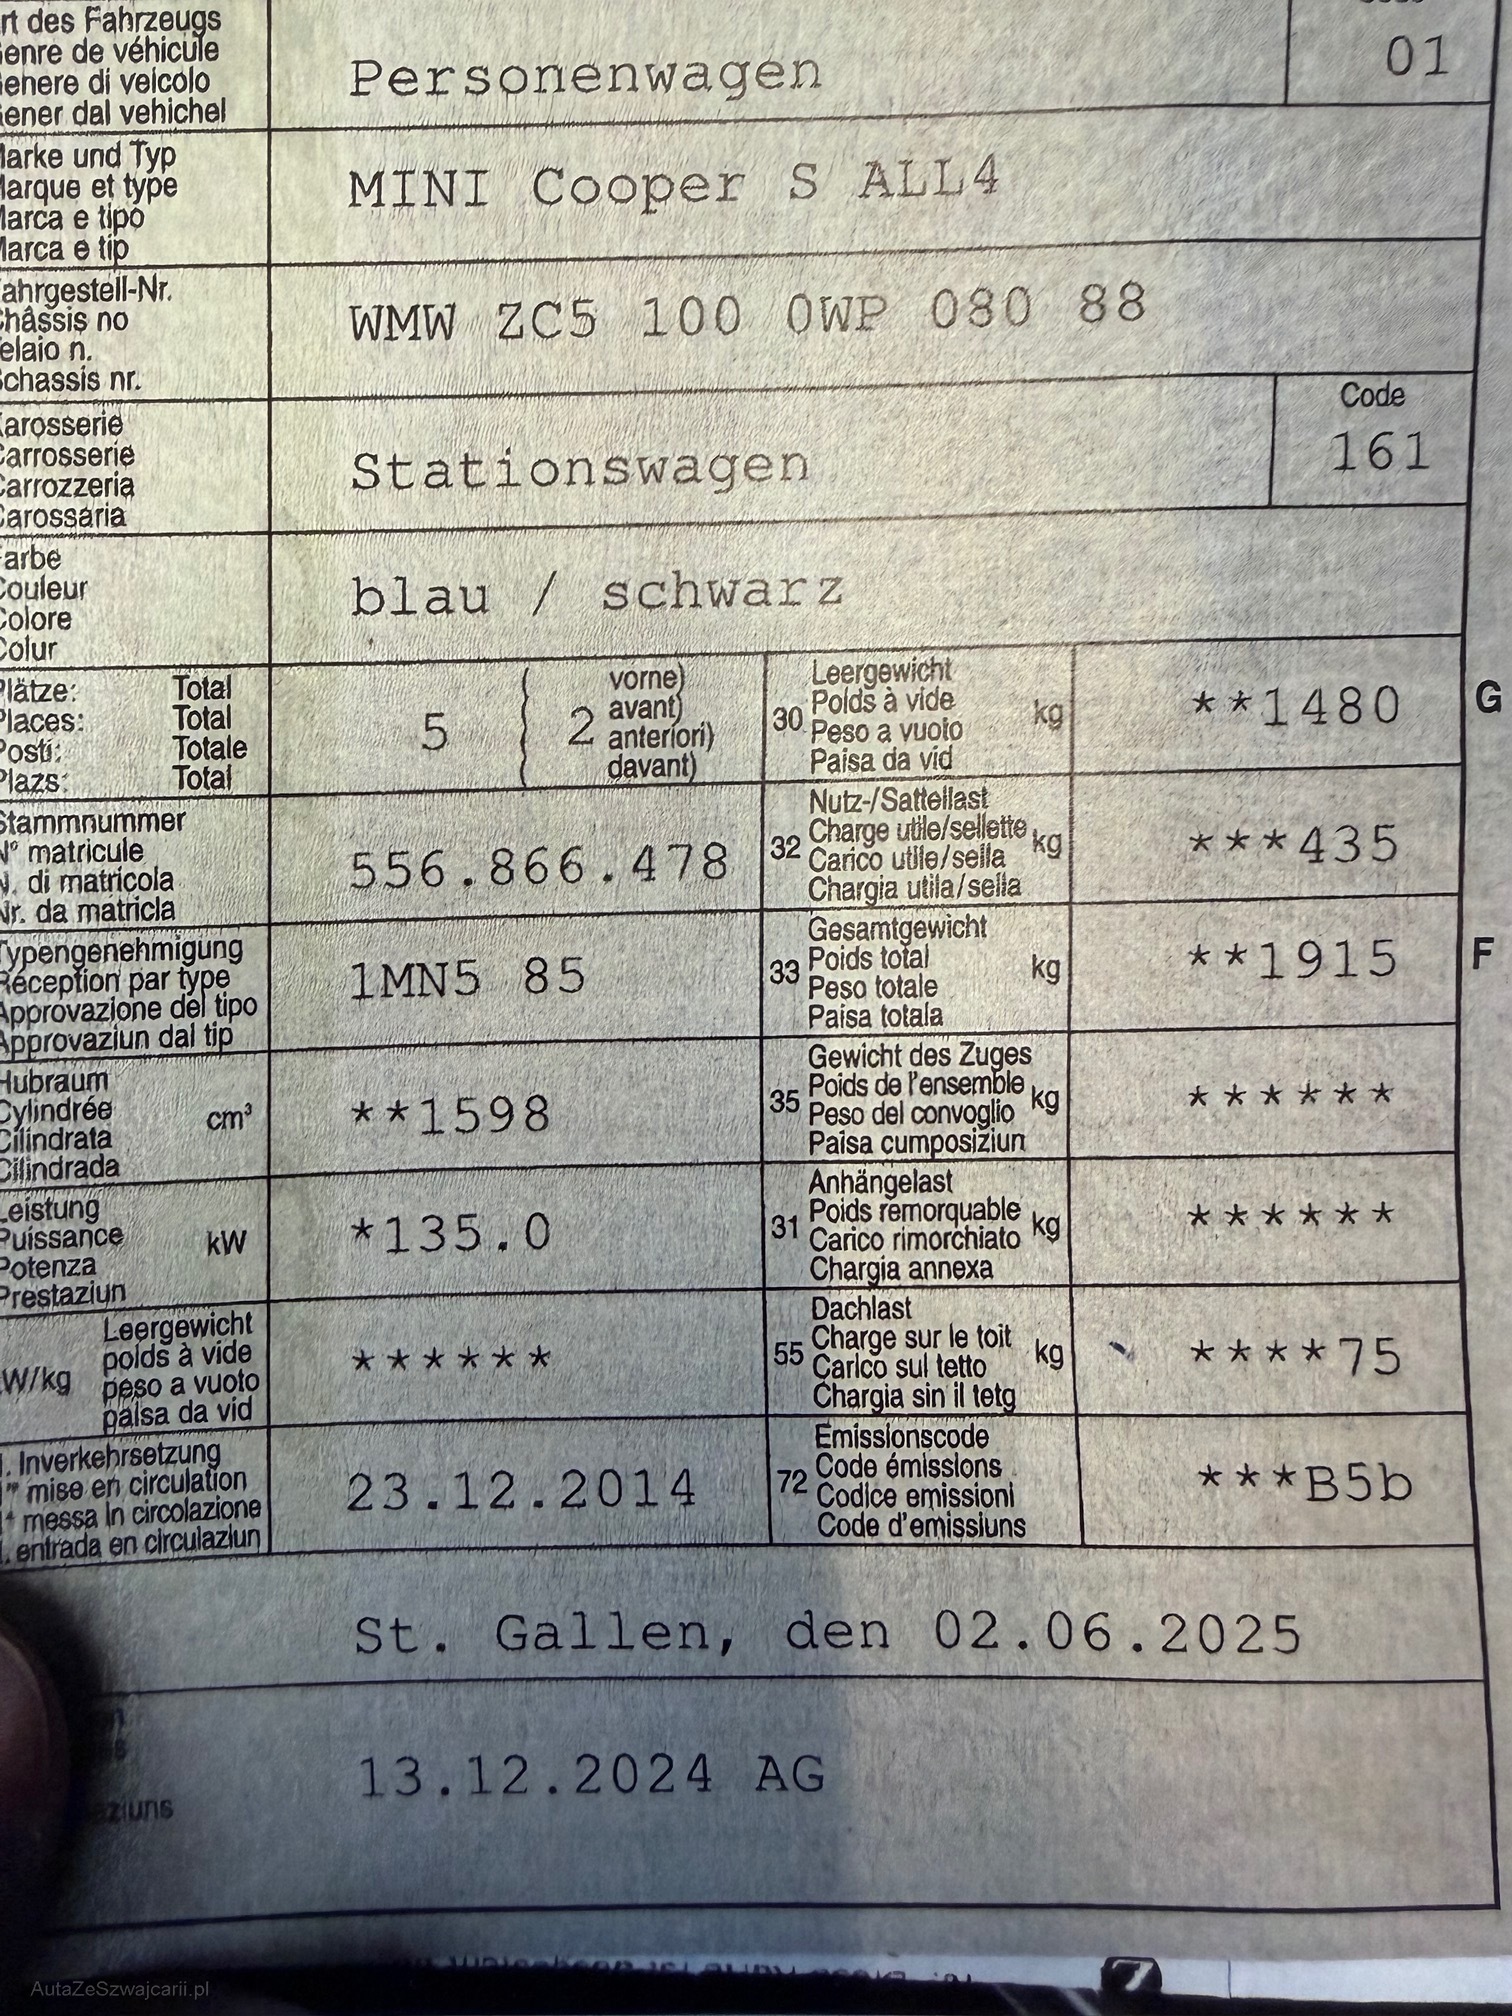 rt des Fahrzeugs
enre de véhicule
enere di veicolo
ener dal vehichel
Personenwagen
01
arke und Typ
arque et type
arca e tipo
arca e tip
MINI Cooper S ALL4
ahrgestell-Nr.
hâssis no
elaio n.
chassis nr.
WMW ZC5 100 0WP 080 88
arosserie
arrosserie
arrozzeria
arossaria
Stationswagen
Code
161
arbe
ouleur
olore
olur
blau / schwarz
lätze: Total
laces: Total
osti: Totale
lazs: Total
5 ( 2
vorne)
avant)
anteriori)
davant)
30
Leergewicht
Poids à vide
Peso a vuoto
Paisa da vid
kg
**1480
G
Stammnummer
N° matricule
N. di matricola
Nr. da matricla
556.866.478
32
Nutz-/Sattellast
Charge utile/sellette
Carico utile/sella
Chargia utila/sella
kg
***435
Typengenehmigung
Réception par type
Approvazione del tipo
Approvaziun dal tip
1MN5 85
33
Gesamtgewicht
Poids total
Peso totale
Paisa totala
kg
**1915
F
Hubraum
Cylindrée
Cilindrata
Cilindrada
cm³
**1598
35
Gewicht des Zuges
Poids de l'ensemble
Peso del convoglio
Paisa cumposiziun
kg
******
Leistung
Puissance
Potenza
Prestaziun
kW
*135.0
31
Anhängelast
Poids remorquable
Carico rimorchiato
Chargia annexa
kg
******
W/kg
Leergewicht
poids à vide
peso a vuoto
paisa da vid
******
55
Dachlast
Charge sur le toit
Carico sul tetto
Chargia sin il tetg
kg
****75
. Inverkehrsetzung
mise en circulation
messa in circolazione
. entrada en circulaziun
23.12.2014
72
Emissionscode
Code émissions
Codice emissioni
Code d'emissiuns
***B5b
St. Gallen, den 02.06.2025
13.12.2024 AG
ziuns
7
AutaZeSzwajcarii.pl